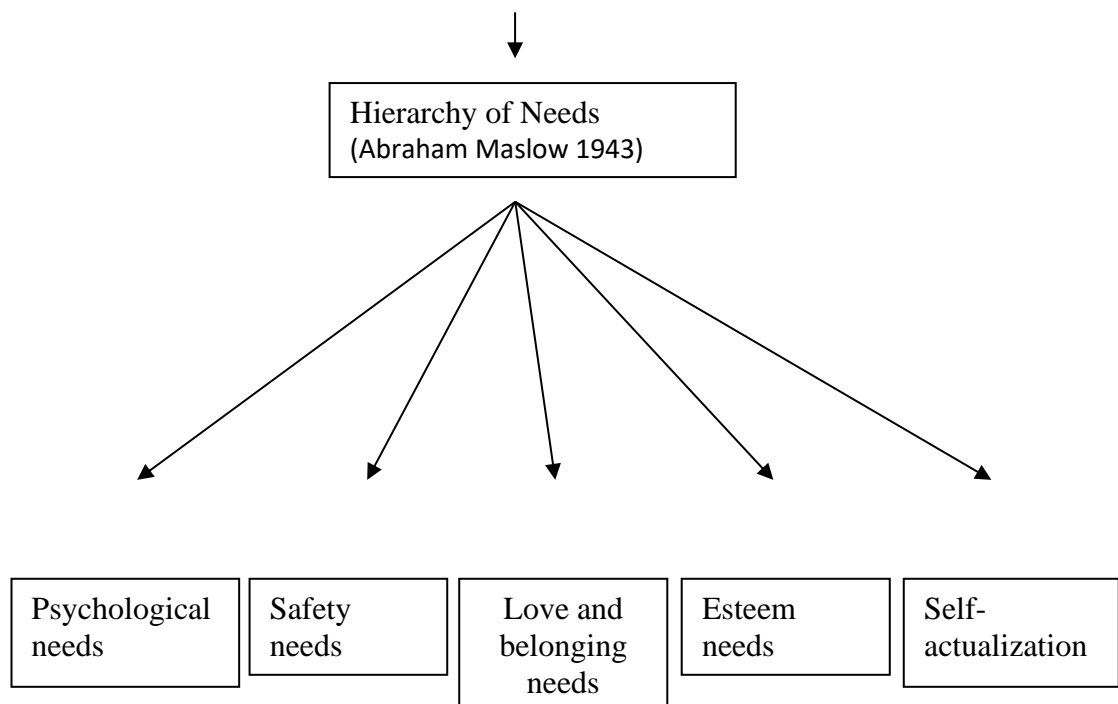 Hierarchy of Needs
(Abraham Maslow 1943)
Psychological
needs
Safety
needs
Love and
belonging
needs
Esteem
needs
Self-
actualization